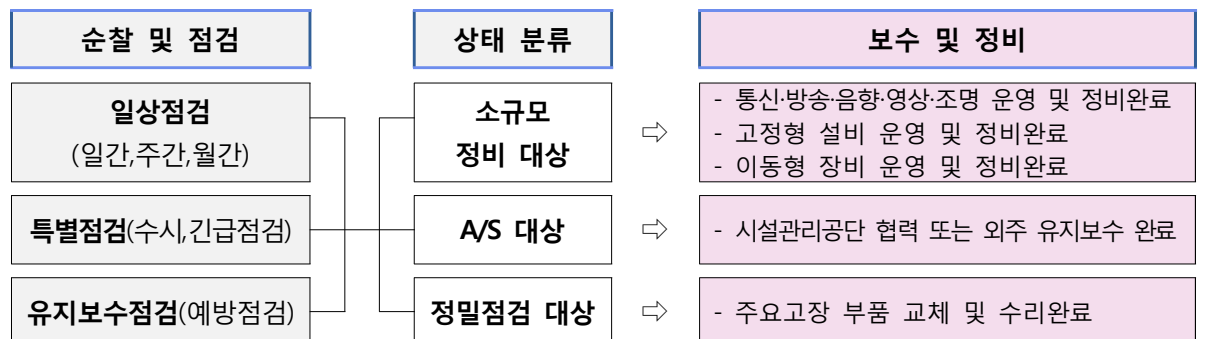 순찰 및 점검
상태 분류
보수 및 정비
일상점검
(일간,주간,월간)
소규모
정비 대상
⇨
- 통신·방송·음향·영상·조명 운영 및 정비완료
- 고정형 설비 운영 및 정비완료
- 이동형 장비 운영 및 정비완료
특별점검(수시,긴급점검)
A/S 대상
⇨
- 시설관리공단 협력 또는 외주 유지보수 완료
유지보수점검(예방점검)
정밀점검 대상
⇨
- 주요고장 부품 교체 및 수리완료